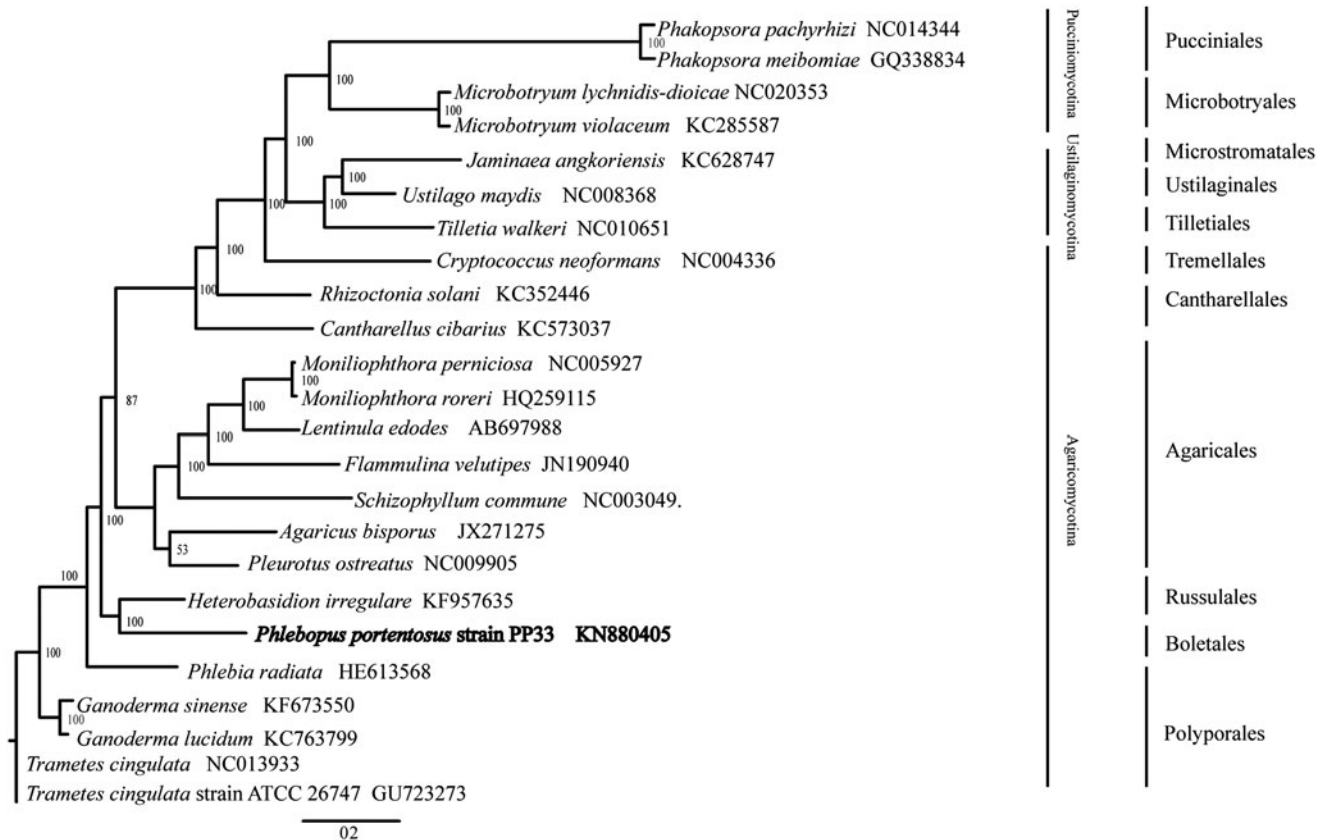 Phakopsora pachyrhizi NC014344
100
Phakopsora meibomiae GQ338834
100
Microbotryum lychnidis-dioicae NC020353
100
Microbotryum violaceum KC285587
100
Jaminaea angkoriensis KC628747
100
Ustilago maydis NC008368
100
100
Tilletia walkeri NC010651
100
Cryptococcus neoformans NC004336
100
Rhizoctonia solani KC352446
100
Cantharellus cibarius KC573037
Moniliophthora perniciosa NC005927
100
Moniliophthora roreri HQ259115
87
100
Lentinula edodes AB697988
100
Flammulina velutipes JN190940
100
Schizophyllum commune NC003049.
100
Agaricus bisporus JX271275
53
Pleurotus ostreatus NC009905
100
Heterobasidion irregulare KF957635
100
Phlebopus portentosus strain PP33 KN880405
100
Phlebia radiata HE613568
Ganoderma sinense KF673550
100
Ganoderma lucidum KC763799
Trametes cingulata NC013933
Trametes cingulata strain ATCC 26747 GU723273
02
Pucciniomycotina
Ustilaginomycotina
Agaricomycotina
Pucciniales
Microbotryales
Microstromatales
Ustilaginales
Tilletiales
Tremellales
Cantharellales
Agaricales
Russulales
Boletales
Polyporales